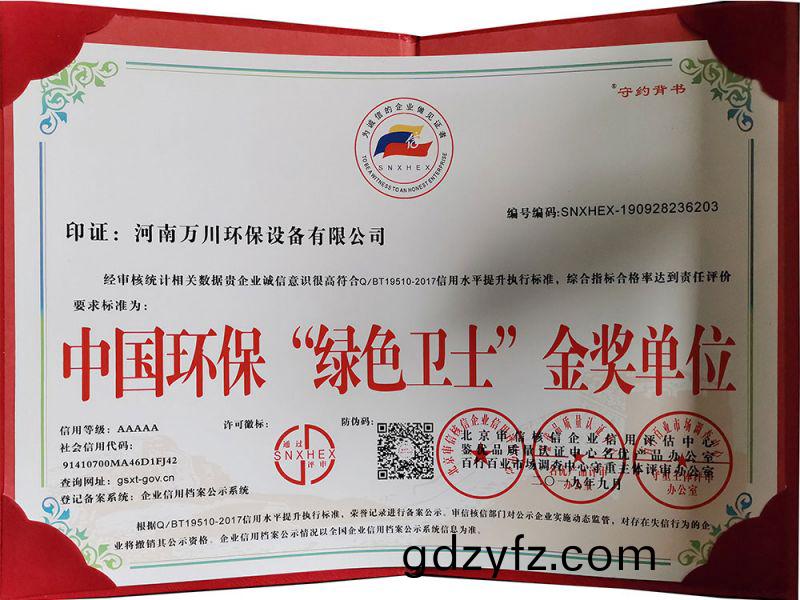 ®守约背书
为诚信的企业做见证者
信
SNXHEX
TO BE A WITNESS TO AN HONEST ENTERPRISE
编号编码:SNXHEX-190928236203
印证：河南万川环保设备有限公司
经审核统计相关数据贵企业诚信意识很高符合Q/BT19510-2017信用水平提升执行标准，综合指标合格率达到责任评价
要求标准为：
中国环保“绿色卫士”金奖单位
信用等级：AAAAA
许可徽标：
防伪码：
社会信用代码：
91410700MA46D1FJ42
查询网址：gsxt-gov.cn
登记备案系统：企业信用档案公示系统
通过
SNXHEX
评审
北京审信核信企业信用评估中心
鉴优品质量认证中心名优产品办公室
百行百业市场调查中心守重主体评审办公室
二〇一九年九月
根据Q/BT19510-2017信用水平提升执行标准，荣誉记录进行备案公示。审信核信部门对公示企业实施动态监管，对存在失信行为的企
业将撤销其公示资格。企业信用档案公示情况以全国企业信用档案公示系统信息为准。
gdzyfz.com